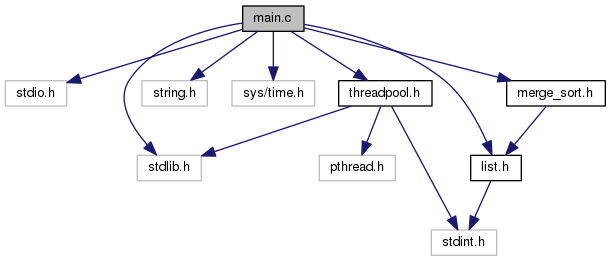 main.c
stdio.h
string.h
sys/time.h
threadpool.h
merge_sort.h
stdlib.h
pthread.h
list.h
stdint.h